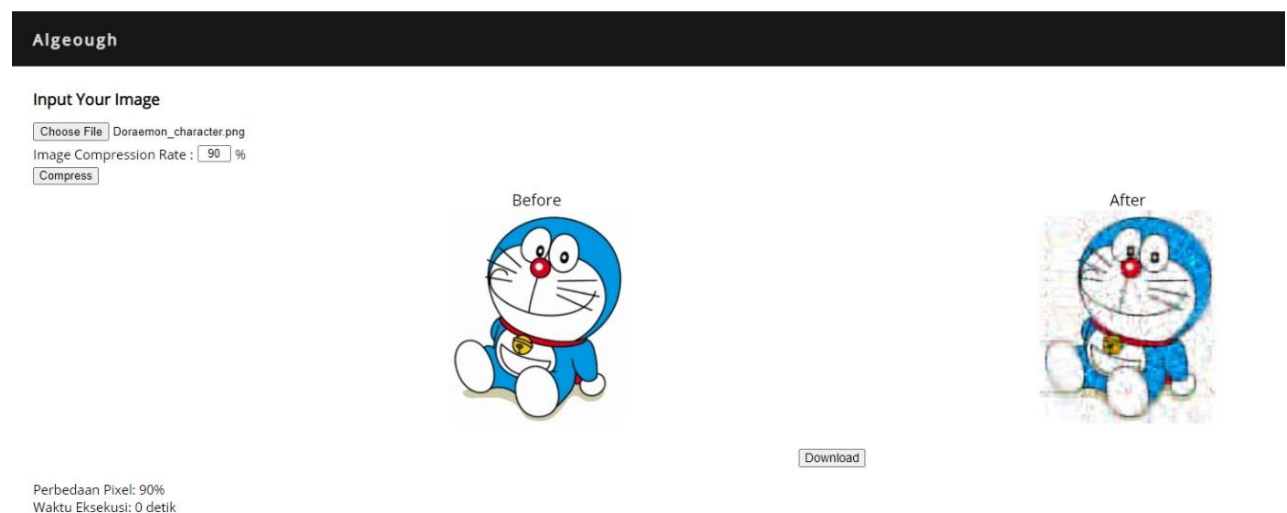 Algeough
Input Your Image
Choose File Doraemon_character.png
Image Compression Rate : 90 %
Compress
Before After
Download
Perbedaan Pixel: 90%
Waktu Eksekusi: 0 detik